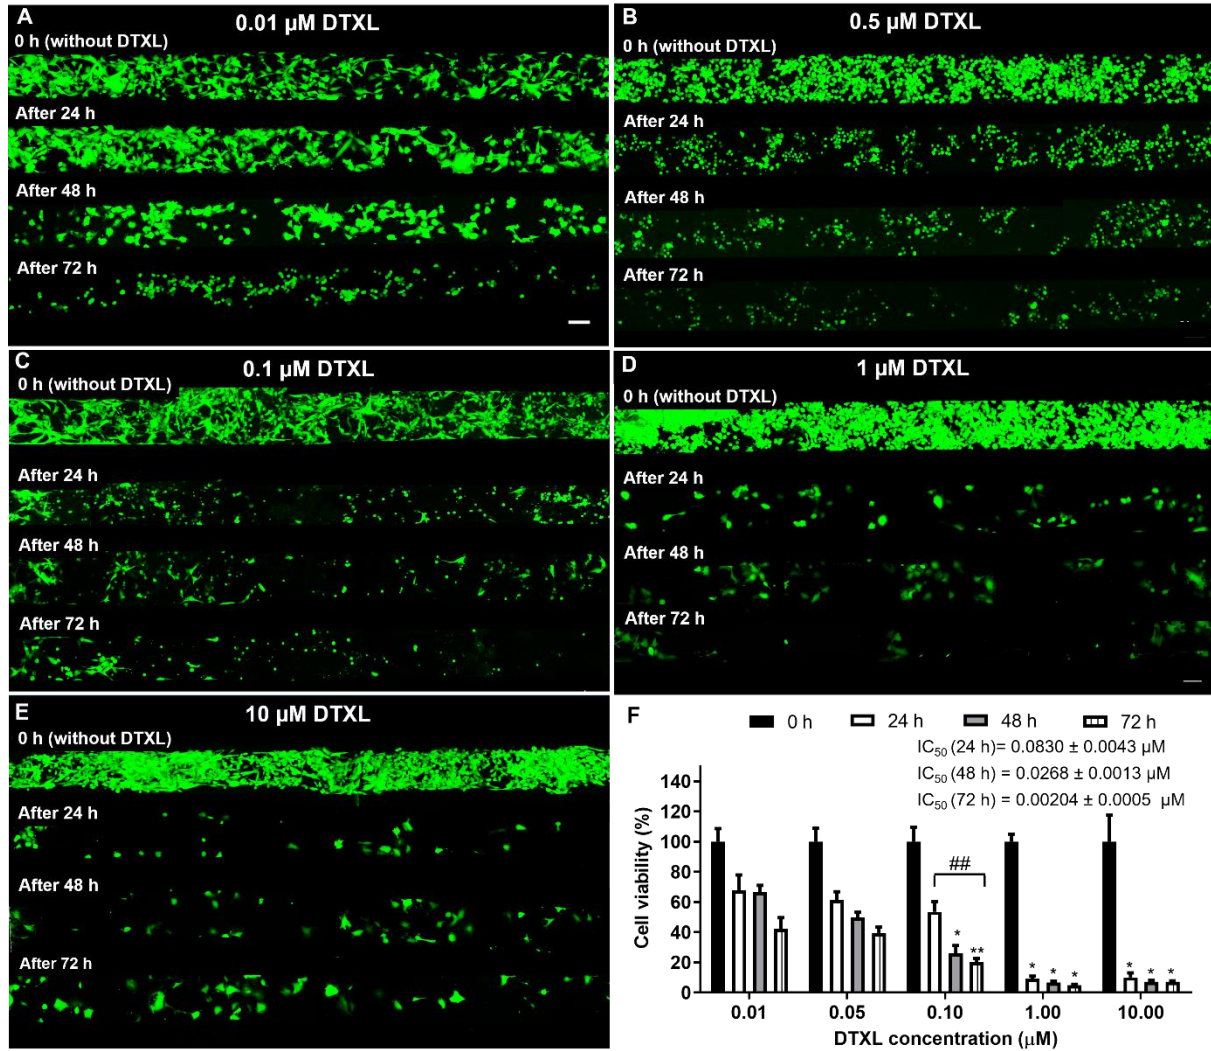 A
0.01 µM DTXL
0 h (without DTXL)
After 24 h
After 48 h
After 72 h
B
0.5 µM DTXL
0 h (without DTXL)
After 24 h
After 48 h
After 72 h
C
0.1 µM DTXL
0 h (without DTXL)
After 24 h
After 48 h
After 72 h
D
1 µM DTXL
0 h (without DTXL)
After 24 h
After 48 h
After 72 h
E
10 µM DTXL
0 h (without DTXL)
After 24 h
After 48 h
After 72 h
F
0 h 24 h 48 h 72 h
IC50 (24 h)= 0.0830 ± 0.0043 µM
IC50 (48 h) = 0.0268 ± 0.0013 µM
IC50 (72 h) = 0.00204 ± 0.0005 µM
Cell viability (%)
140
120
100
80
60
40
20
0
##
* **
* * *
* * *
0.01 0.05 0.10 1.00 10.00
DTXL concentration (µM)